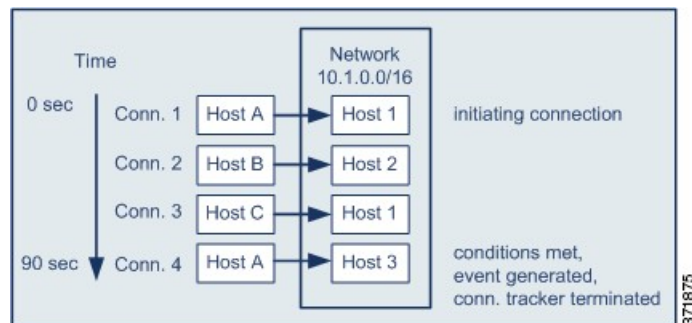 Time
Network
10.1.0.0/16
0 sec
Conn. 1 Host A Host 1 initiating connection
Conn. 2 Host B Host 2
Conn. 3 Host C Host 1
90 sec Conn. 4 Host A Host 3 conditions met,
event generated,
conn. tracker terminated
371875